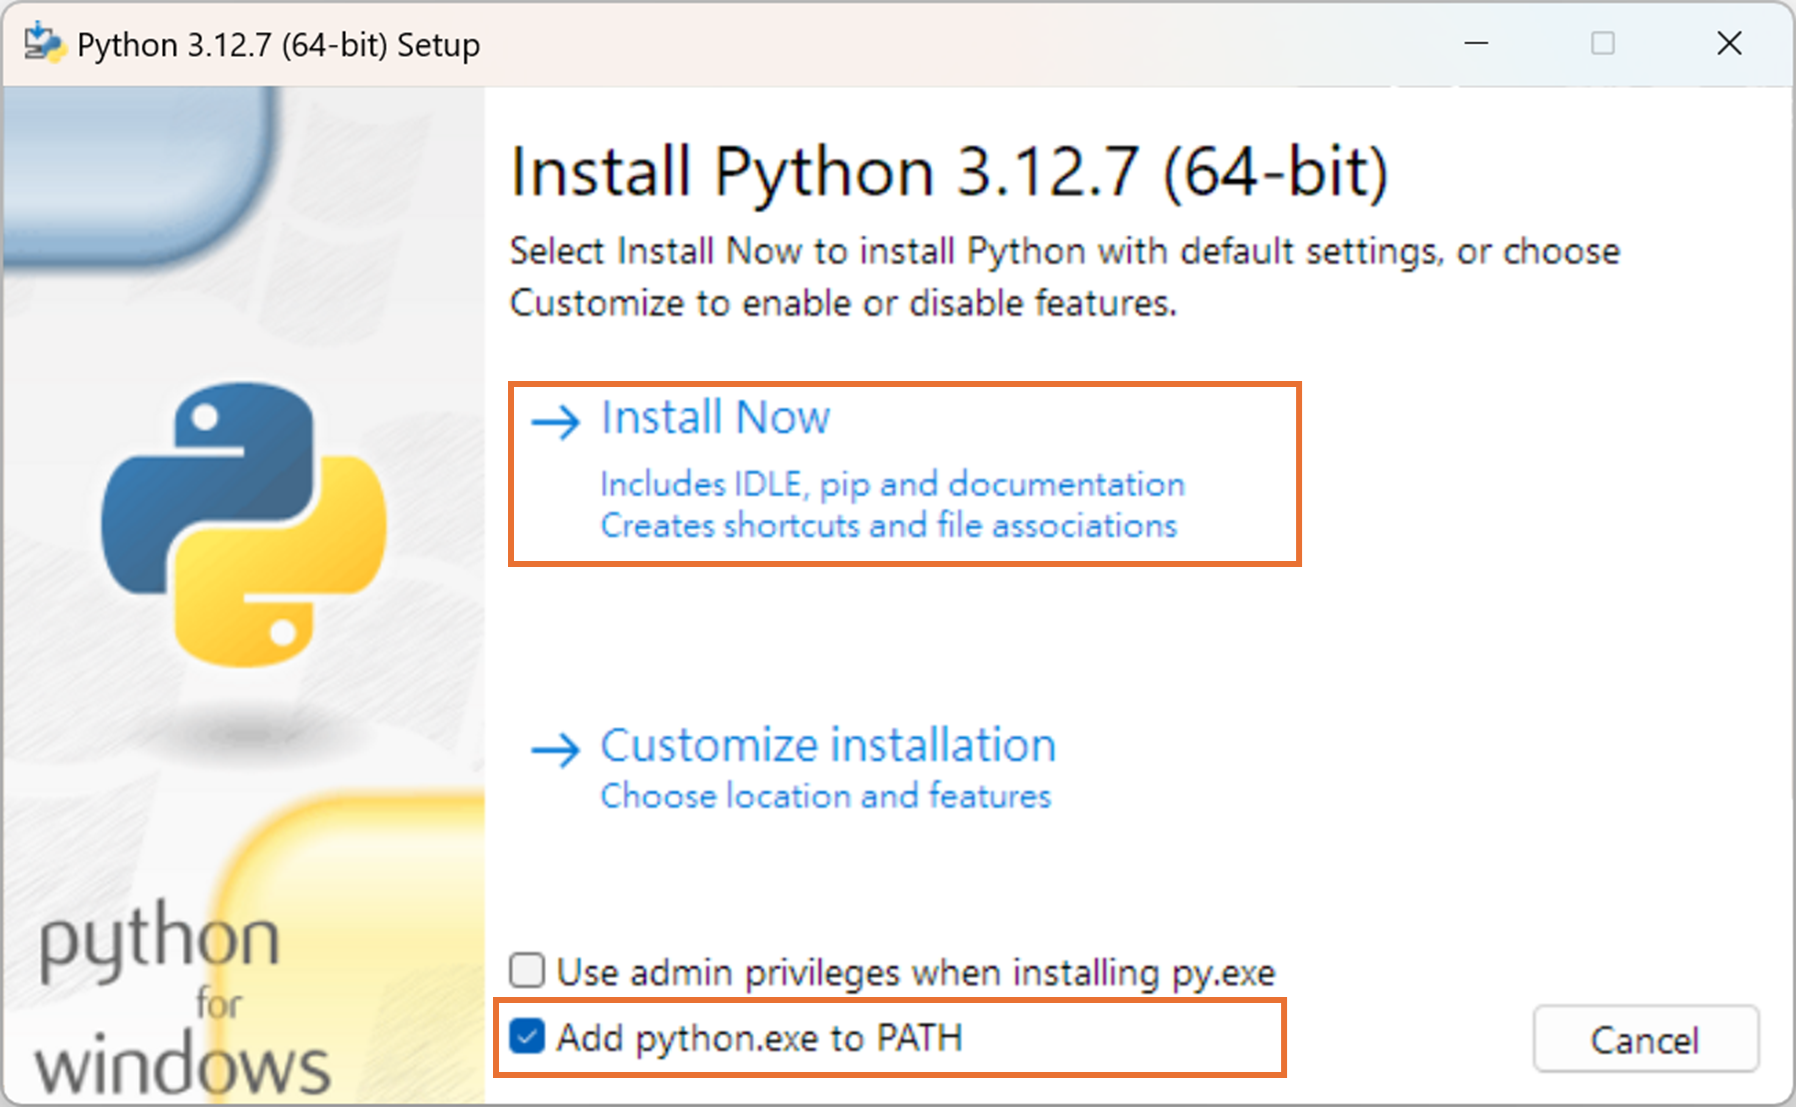 Python 3.12.7 (64-bit) Setup
Install Python 3.12.7 (64-bit)
Select Install Now to install Python with default settings, or choose
Customize to enable or disable features.
Install Now
Includes IDLE, pip and documentation
Creates shortcuts and file associations
Customize installation
Choose location and features
python
for
windows
Use admin privileges when installing py.exe
Add python.exe to PATH
Cancel